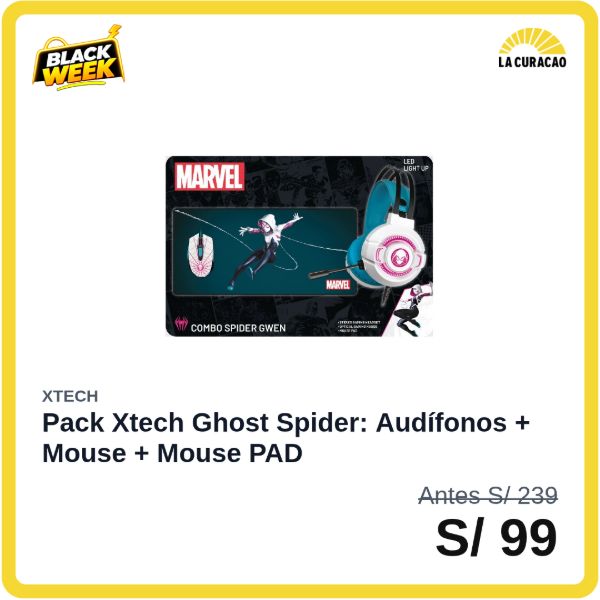 BLACK
WEEK
LA CURACAO
MARVEL
LED
LIGHT UP
MARVEL
COMBO SPIDER GWEN
XTECH
Pack Xtech Ghost Spider: Audífonos +
Mouse + Mouse PAD
Antes S/ 239
S/ 99